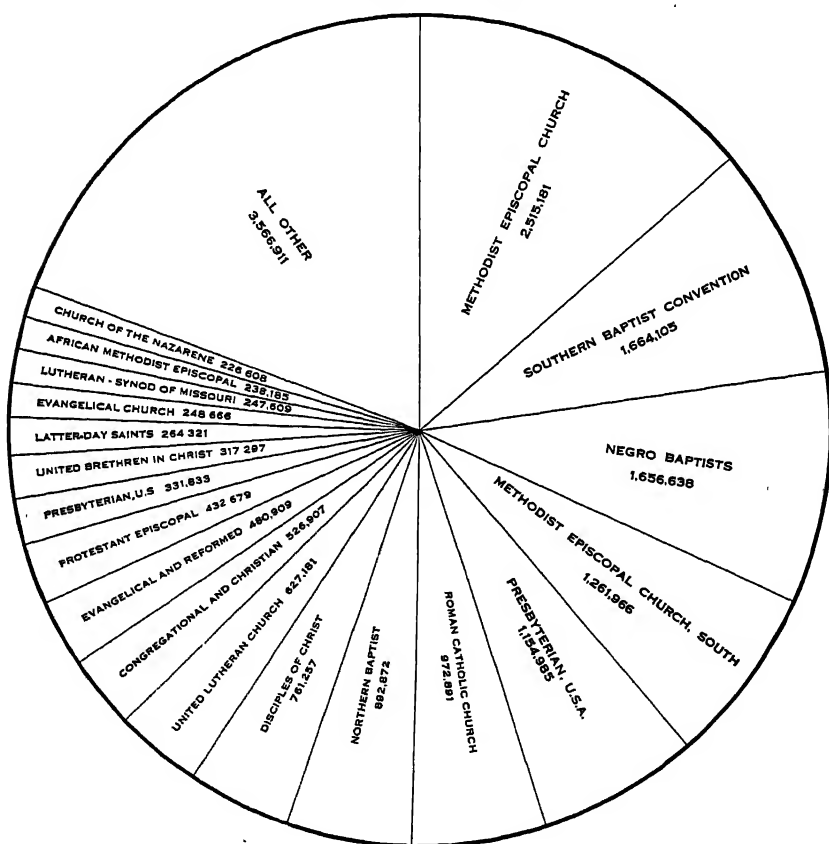 METHODIST EPISCOPAL CHURCH
2,515,181
SOUTHERN BAPTIST CONVENTION
1,664,105
NEGRO BAPTISTS
1,656,638
METHODIST EPISCOPAL CHURCH, SOUTH
1,261,966
PRESBYTERIAN, U.S.A.
1,154,985
ROMAN CATHOLIC CHURCH
972,891
NORTHERN BAPTIST
892,872
DISCIPLES OF CHRIST
761,257
UNITED LUTHERAN CHURCH 627,181
CONGREGATIONAL AND CHRISTIAN 526,907
EVANGELICAL AND REFORMED 480,909
PROTESTANT EPISCOPAL 432 679
PRESBYTERIAN, U.S 331,833
UNITED BRETHREN IN CHRIST 317 297
LATTER-DAY SAINTS 264 321
EVANGELICAL CHURCH 248 666
LUTHERAN - SYNOD OF MISSOURI 247,609
AFRICAN METHODIST EPISCOPAL 238,185
CHURCH OF THE NAZARENE 226 608
ALL OTHER
3,566,911